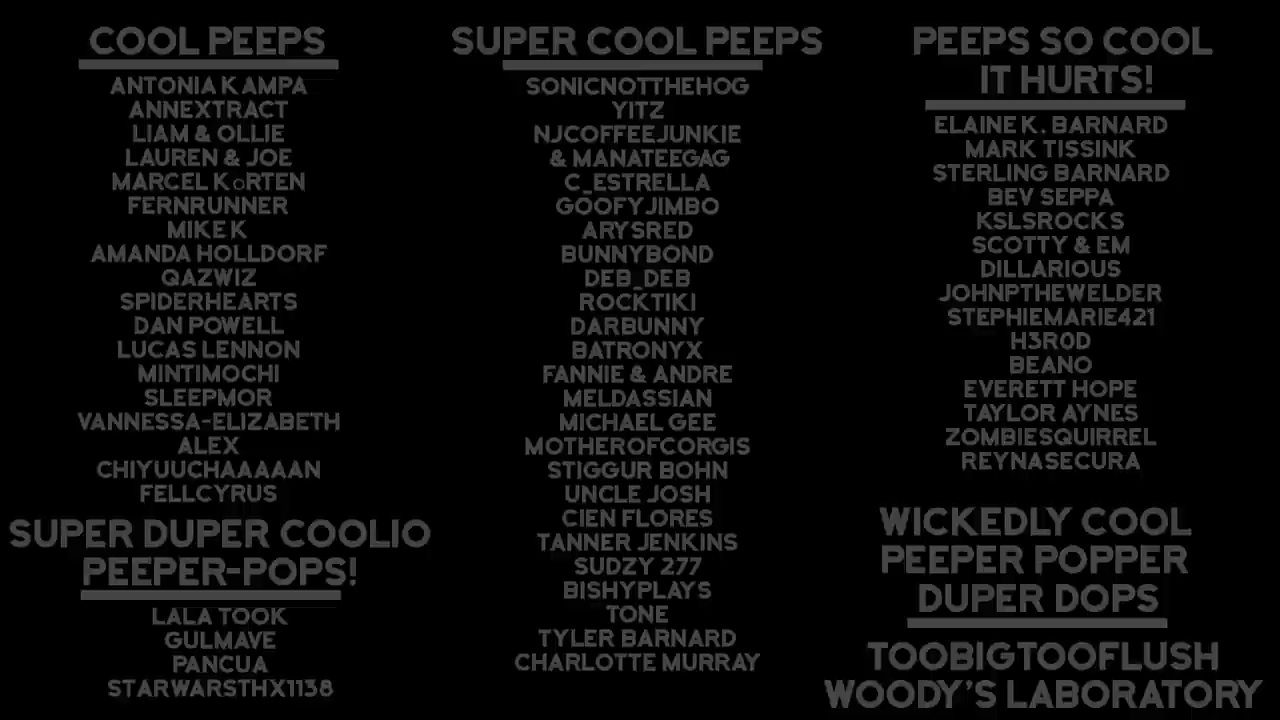 COOL PEEPS
ANTONIA KAMPA
ANNEXTRACT
LIAM & OLLIE
LAUREN & JOE
MARCEL KoRTEN
FERNRUNNER
MIKE K
AMANDA HOLLDORF
QAZWIZ
SPIDERHEARTS
DAN POWELL
LUCAS LENNON
MINTIMOCHI
SLEEPMOR
VANNESSA-ELIZABETH
ALEX
CHIYUUCHAAAAAN
FELLCYRUS
SUPER DUPER COOLIO
PEEPER-POPS!
LALA TOOK
GULMAVE
PANCUA
STARWARSTHX1138
SUPER COOL PEEPS
SONICNOTTHEHOG
YITZ
NJCOFFEEJUNKIE
& MANATEEGAG
C_ESTRELLA
GOOFYJIMBO
ARYSRED
BUNNYBOND
DEB_DEB
ROCKTIKI
DARBUNNY
BATRONYX
FANNIE & ANDRE
MELDASSIAN
MICHAEL GEE
MOTHEROFCORGIS
STIGGUR BOHN
UNCLE JOSH
CIEN FLORES
TANNER JENKINS
SUDZY 277
BISHYPLAYS
TONE
TYLER BARNARD
CHARLOTTE MURRAY
PEEPS SO COOL
IT HURTS!
ELAINE K. BARNARD
MARK TISSINK
STERLING BARNARD
BEV SEPPA
KSLSROCKS
SCOTTY & EM
DILLARIOUS
JOHNPTHEWELDER
STEPHIEMARIE421
H3R0D
BEANO
EVERETT HOPE
TAYLOR AYNES
ZOMBIESQUIRREL
REYNASECURA
WICKEDLY COOL
PEEPER POPPER
DUPER DOPS
TOOBIGTOOFLUSH
WOODY'S LABORATORY